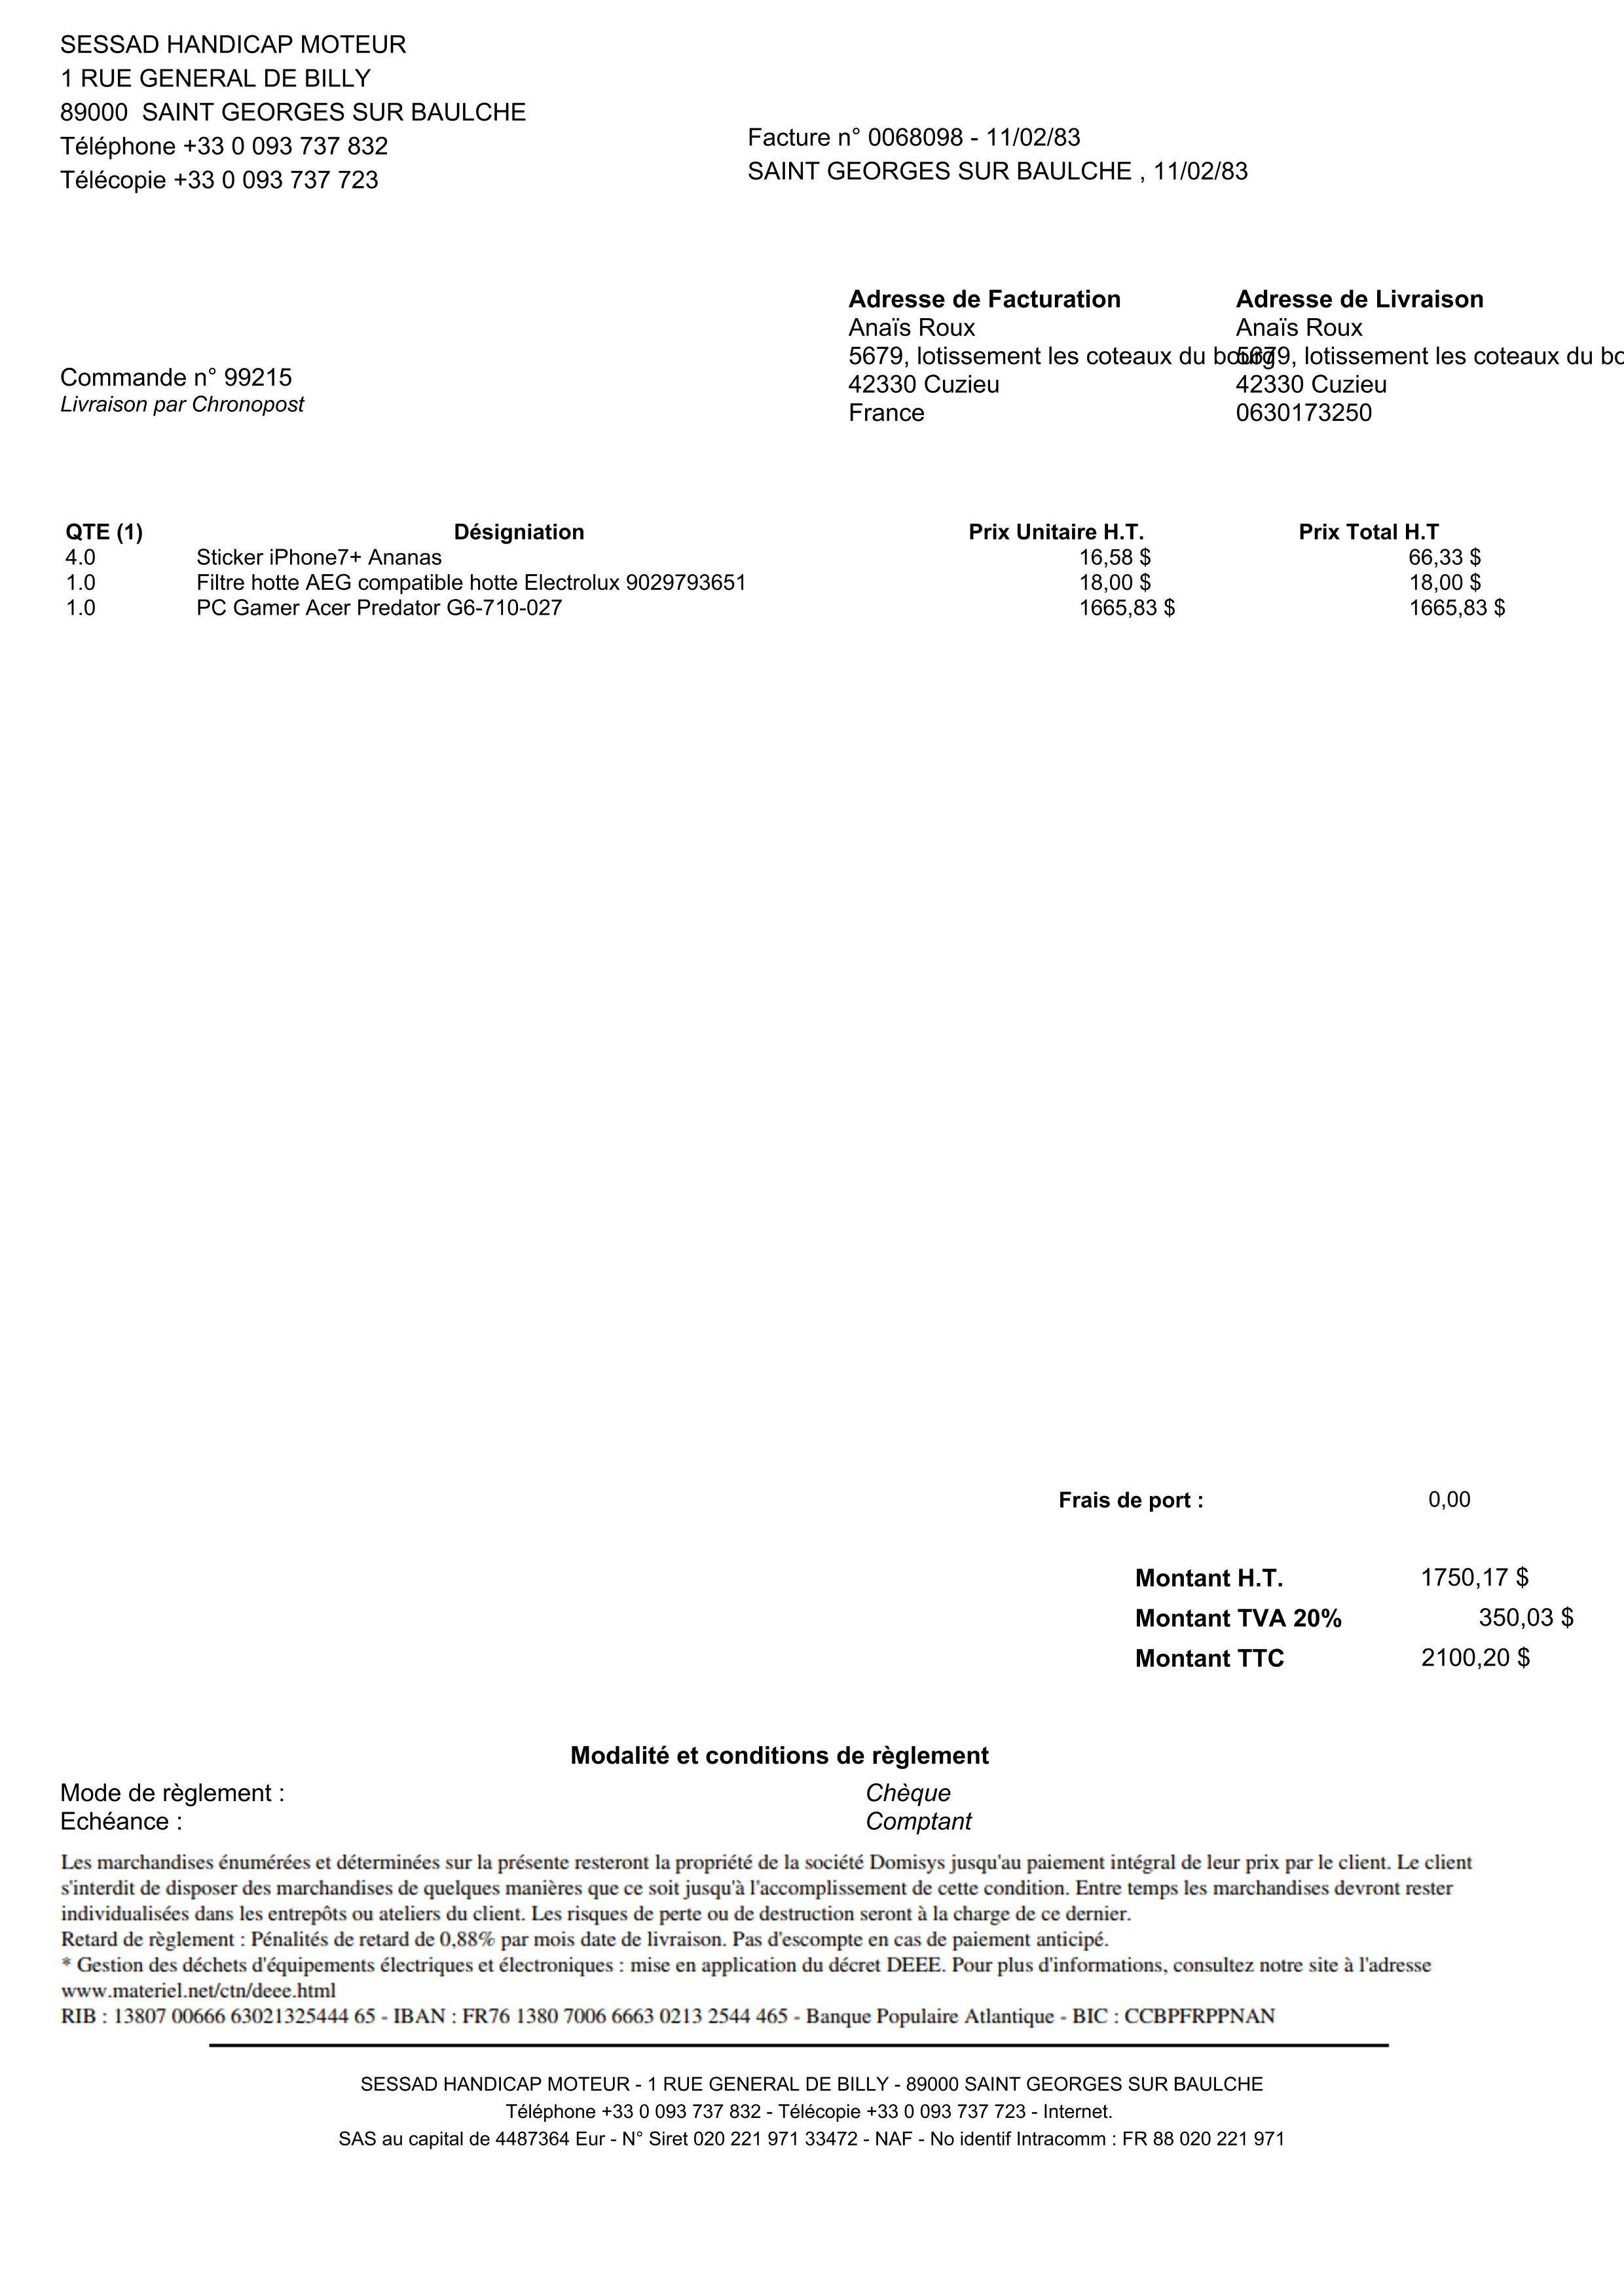 SESSAD HANDICAP MOTEUR
1 RUE GENERAL DE BILLY
89000 SAINT GEORGES SUR BAULCHE
Téléphone +33 0 093 737 832
Télécopie +33 0 093 737 723
Facture n° 0068098 - 11/02/83
SAINT GEORGES SUR BAULCHE , 11/02/83
Commande n° 99215
Livraison par Chronopost
Adresse de Facturation
Anaïs Roux
5679, lotissement les coteaux du bourg
42330 Cuzieu
France
Adresse de Livraison
Anaïs Roux
5679, lotissement les coteaux du
42330 Cuzieu
0630173250
QTE (1) Désigniation Prix Unitaire H.T. Prix Total H.T
4.0 Sticker iPhone7+ Ananas 16,58 $ 66,33 $
1.0 Filtre hotte AEG compatible hotte Electrolux 9029793651 18,00 $ 18,00 $
1.0 PC Gamer Acer Predator G6-710-027 1665,83 $ 1665,83 $
Frais de port : 0,00
Montant H.T. 1750,17 $
Montant TVA 20% 350,03 $
Montant TTC 2100,20 $
Modalité et conditions de règlement
Mode de règlement : Chèque
Echéance : Comptant
Les marchandises énumérées et déterminées sur la présente resteront la propriété de la société Domisys jusqu'au paiement intégral de leur prix par le client. Le client
s'interdit de disposer des marchandises de quelques manières que ce soit jusqu'à l'accomplissement de cette condition. Entre temps les marchandises devront rester
individualisées dans les entrepôts ou ateliers du client. Les risques de perte ou de destruction seront à la charge de ce dernier.
Retard de règlement : Pénalités de retard de 0,88% par mois date de livraison. Pas d'escompte en cas de paiement anticipé.
* Gestion des déchets d'équipements électriques et électroniques : mise en application du décret DEEE. Pour plus d'informations, consultez notre site à l'adresse
www.materiel.net/ctn/deee.html
RIB : 13807 00666 63021325444 65 - IBAN : FR76 1380 7006 6663 0213 2544 465 - Banque Populaire Atlantique - BIC : CCBPFRPPNAN
SESSAD HANDICAP MOTEUR - 1 RUE GENERAL DE BILLY - 89000 SAINT GEORGES SUR BAULCHE
Téléphone +33 0 093 737 832 - Télécopie +33 0 093 737 723 - Internet.
SAS au capital de 4487364 Eur - N° Siret 020 221 971 33472 - NAF - No identif Intracomm : FR 88 020 221 971